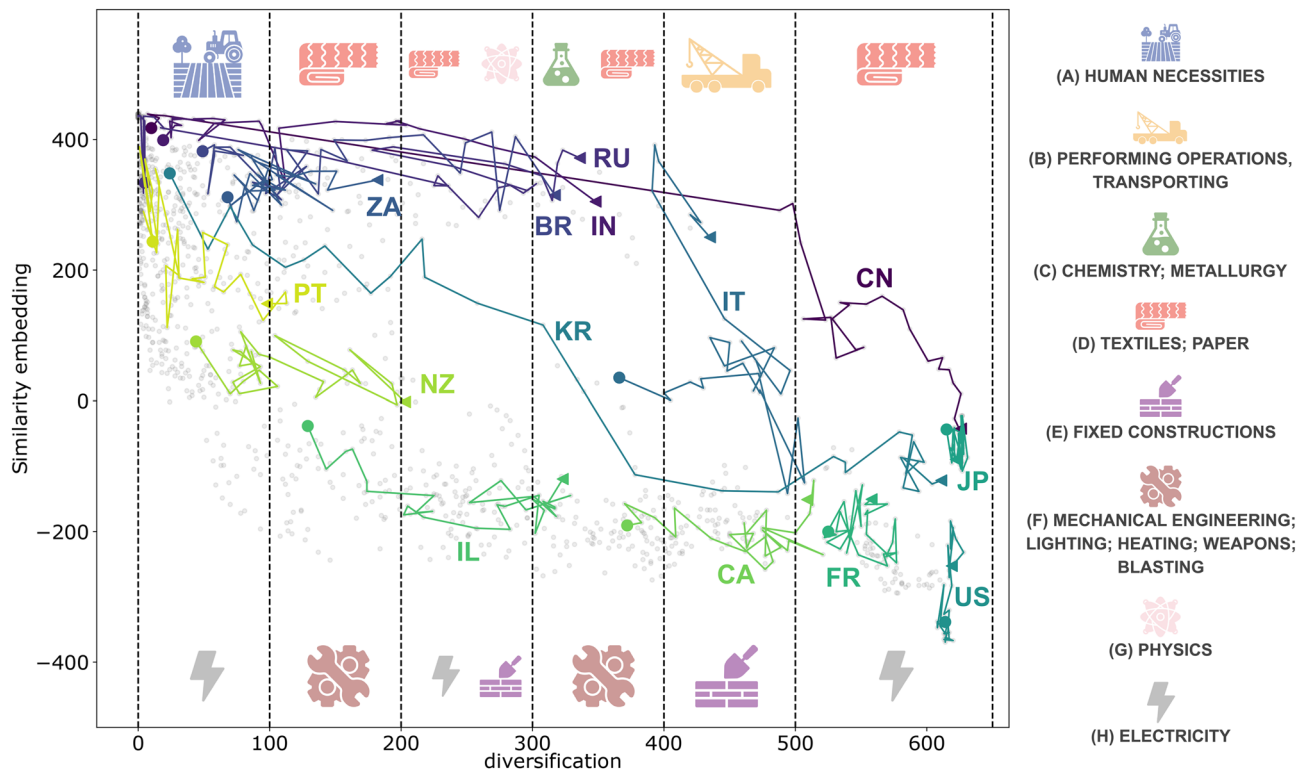 (A) HUMAN NECESSITIES
(B) PERFORMING OPERATIONS,
TRANSPORTING
(C) CHEMISTRY; METALLURGY
(D) TEXTILES; PAPER
(E) FIXED CONSTRUCTIONS
(F) MECHANICAL ENGINEERING;
LIGHTING; HEATING; WEAPONS;
BLASTING
(G) PHYSICS
(H) ELECTRICITY
Similarity embedding
400
200
0
−200
−400
RU
ZA
BR
IN
CN
PT
IT
KR
NZ
JP
IL
CA
FR
US
0
100
200
300
400
500
600
diversification